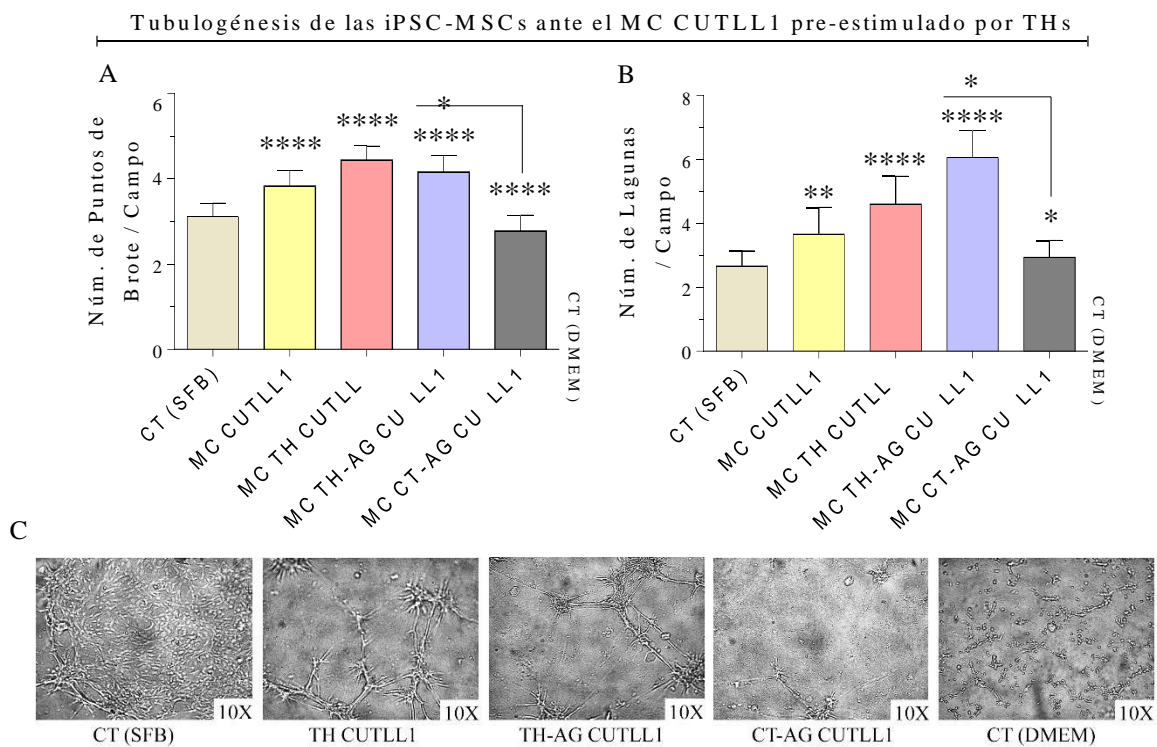 Tubulogénesis de las iPSC-MSCs ante el MC CUTLL1 pre-estimulado por THs
A
Núm. de Puntos de
Brote / Campo
6
4
2
0
****
****
****
*
****
CT (SFB)
MC CUTLL1
MC TH CUTLL
MC TH-AG CU LL1
MC CT-AG CU LL1
CT (DMEM)
B
Núm. de Lagunas
/ Campo
8
6
4
2
0
**
****
****
*
*
CT (SFB)
MC CUTLL1
MC TH CUTLL
MC TH-AG CU LL1
MC CT-AG CU LL1
CT (DMEM)
C
10X
10X
10X
10X
10X
CT (SFB)
TH CUTLL1
TH-AG CUTLL1
CT-AG CUTLL1
CT (DMEM)